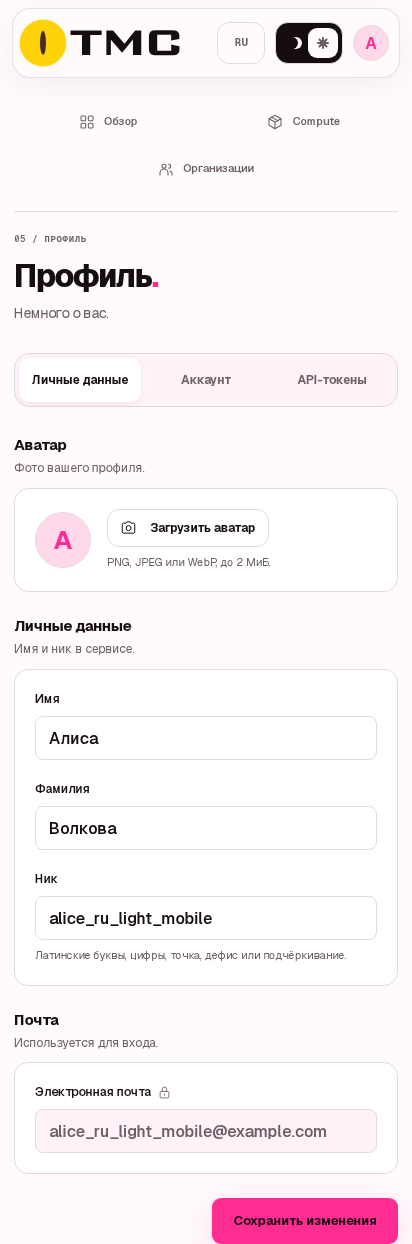 TMC
RU
A
Обзор
Compute
Организации
05 / ПРОФИЛЬ
Профиль.
Немного о вас.
Личные данные
Аккаунт
API-токены
Аватар
Фото вашего профиля.
A
Загрузить аватар
PNG, JPEG или WebP, до 2 МиБ.
Личные данные
Имя и ник в сервисе.
Имя
Алиса
Фамилия
Волкова
Ник
alice_ru_light_mobile
Латинские буквы, цифры, точка, дефис или подчёркивание.
Почта
Используется для входа.
Электронная почта
alice_ru_light_mobile@example.com
Сохранить изменения